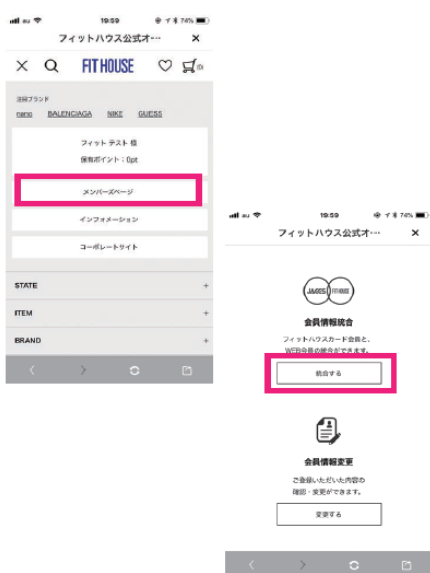 au 19:59 74%
フィットハウス公式オ… ×
FIT HOUSE (0)
注目ブランド
nano BALENCIAGA NIKE GUESS
フィット テスト 様
保有ポイント：0pt
メンバーズページ
インフォメーション
コーポレートサイト
STATE +
ITEM +
BRAND +
au 19:59 74%
フィットハウス公式オ… ×
JACCS FIT HOUSE
会員情報統合
フィットハウスカード会員と、
WEB会員の統合ができます。
統合する
会員情報変更
ご登録いただいた内容の
確認・変更ができます。
変更する